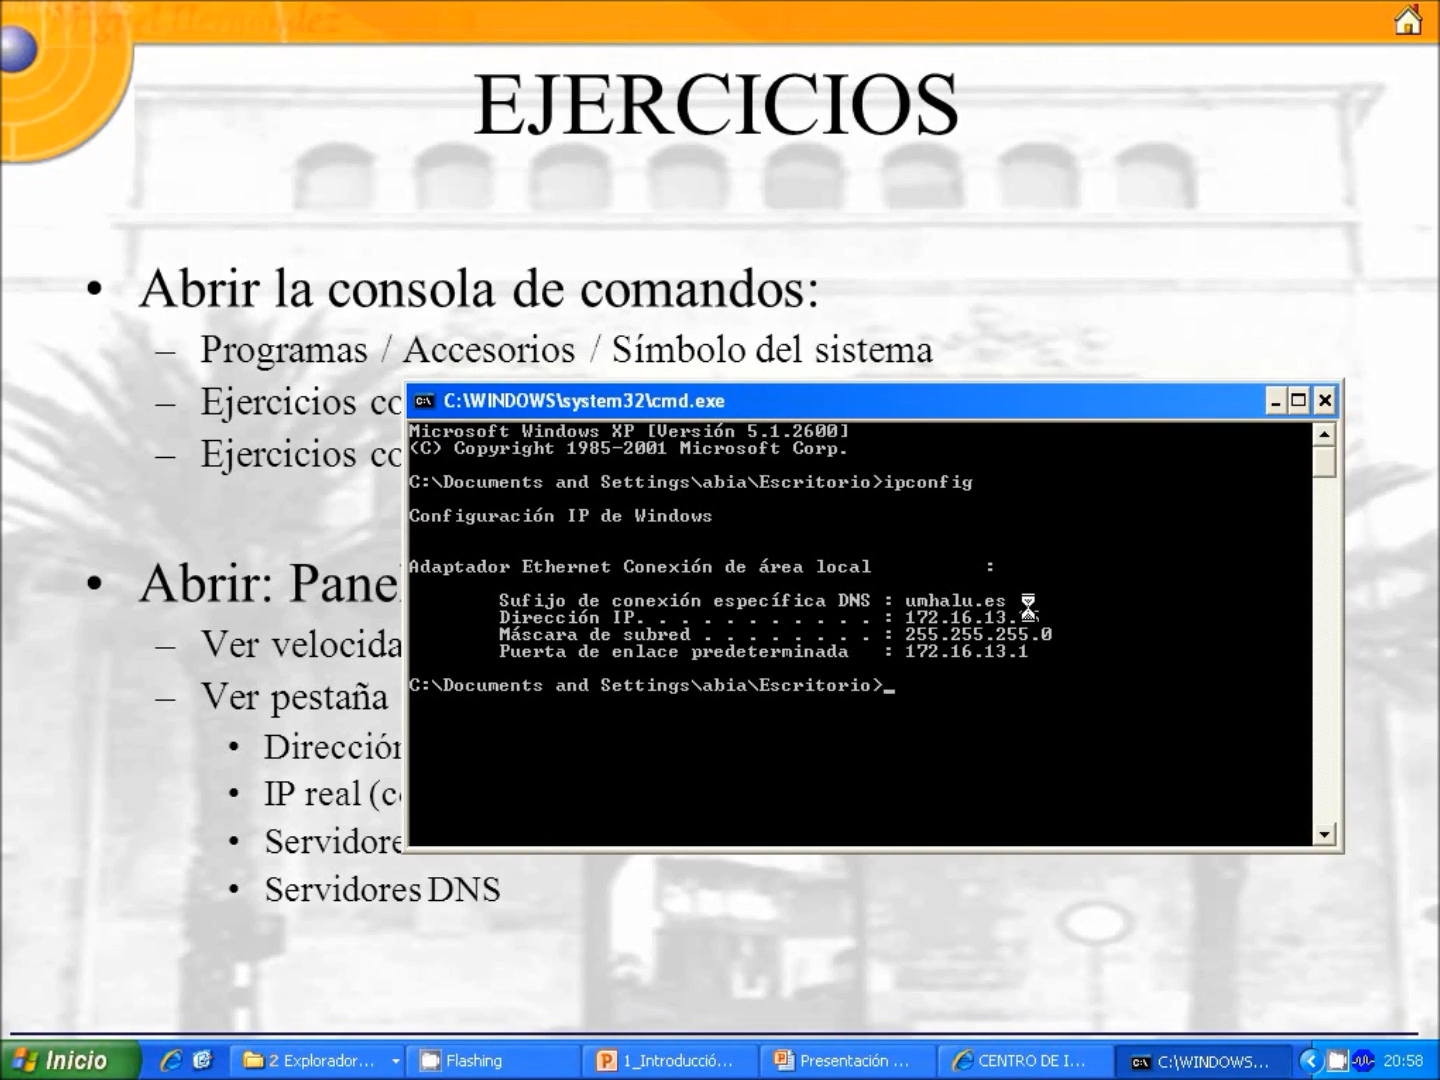 Miguel Hernández
EJERCICIOS
• Abrir la consola de comandos:
– Programas / Accesorios / Símbolo del sistema
– Ejercicios
– Ejercicios
C:\WINDOWS\system32\cmd.exe
Microsoft Windows XP [Versión 5.1.2600]
(C) Copyright 1985-2001 Microsoft Corp.
C:\Documents and Settings\abia\Escritorio>ipconfig
Configuración IP de Windows
Adaptador Ethernet Conexión de área local :
Sufijo de conexión específica DNS : umhalu.es
Dirección IP. . . . . . . . . . . : 172.16.13.
Máscara de subred . . . . . . . . : 255.255.255.0
Puerta de enlace predeterminada : 172.16.13.1
C:\Documents and Settings\abia\Escritorio>_
• Abrir: Pane
– Ver velocida
– Ver pestaña
• Dirección
• IP real (c
• Servidore
• Servidores DNS
Inicio
2 Explorador...
Flashing
1_Introducció...
Presentación ...
CENTRO DE I...
C:\WINDOWS...
20:58